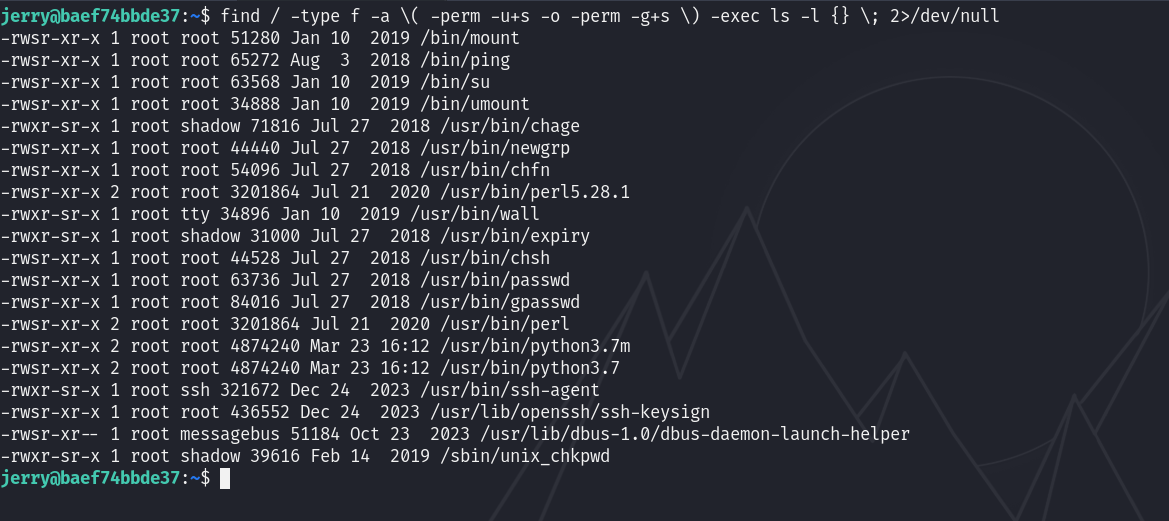 jerry@baef74bbde37:~$ find / -type f -a \( -perm -u+s -o -perm -g+s \) -exec ls -l {} \; 2>/dev/null
-rwsr-xr-x 1 root root 51280 Jan 10  2019 /bin/mount
-rwsr-xr-x 1 root root 65272 Aug  3  2018 /bin/ping
-rwsr-xr-x 1 root root 63568 Jan 10  2019 /bin/su
-rwsr-xr-x 1 root root 34888 Jan 10  2019 /bin/umount
-rwxr-sr-x 1 root shadow 71816 Jul 27  2018 /usr/bin/chage
-rwsr-xr-x 1 root root 44440 Jul 27  2018 /usr/bin/newgrp
-rwsr-xr-x 1 root root 54096 Jul 27  2018 /usr/bin/chfn
-rwsr-xr-x 2 root root 3201864 Jul 21  2020 /usr/bin/perl5.28.1
-rwxr-sr-x 1 root tty 34896 Jan 10  2019 /usr/bin/wall
-rwxr-sr-x 1 root shadow 31000 Jul 27  2018 /usr/bin/expiry
-rwsr-xr-x 1 root root 44528 Jul 27  2018 /usr/bin/chsh
-rwsr-xr-x 1 root root 63736 Jul 27  2018 /usr/bin/passwd
-rwsr-xr-x 1 root root 84016 Jul 27  2018 /usr/bin/gpasswd
-rwsr-xr-x 2 root root 3201864 Jul 21  2020 /usr/bin/perl
-rwsr-xr-x 2 root root 4874240 Mar 23 16:12 /usr/bin/python3.7m
-rwsr-xr-x 2 root root 4874240 Mar 23 16:12 /usr/bin/python3.7
-rwxr-sr-x 1 root ssh 321672 Dec 24  2023 /usr/bin/ssh-agent
-rwsr-xr-x 1 root root 436552 Dec 24  2023 /usr/lib/openssh/ssh-keysign
-rwsr-xr-- 1 root messagebus 51184 Oct 23  2023 /usr/lib/dbus-1.0/dbus-daemon-launch-helper
-rwxr-sr-x 1 root shadow 39616 Feb 14  2019 /sbin/unix_chkpwd
jerry@baef74bbde37:~$